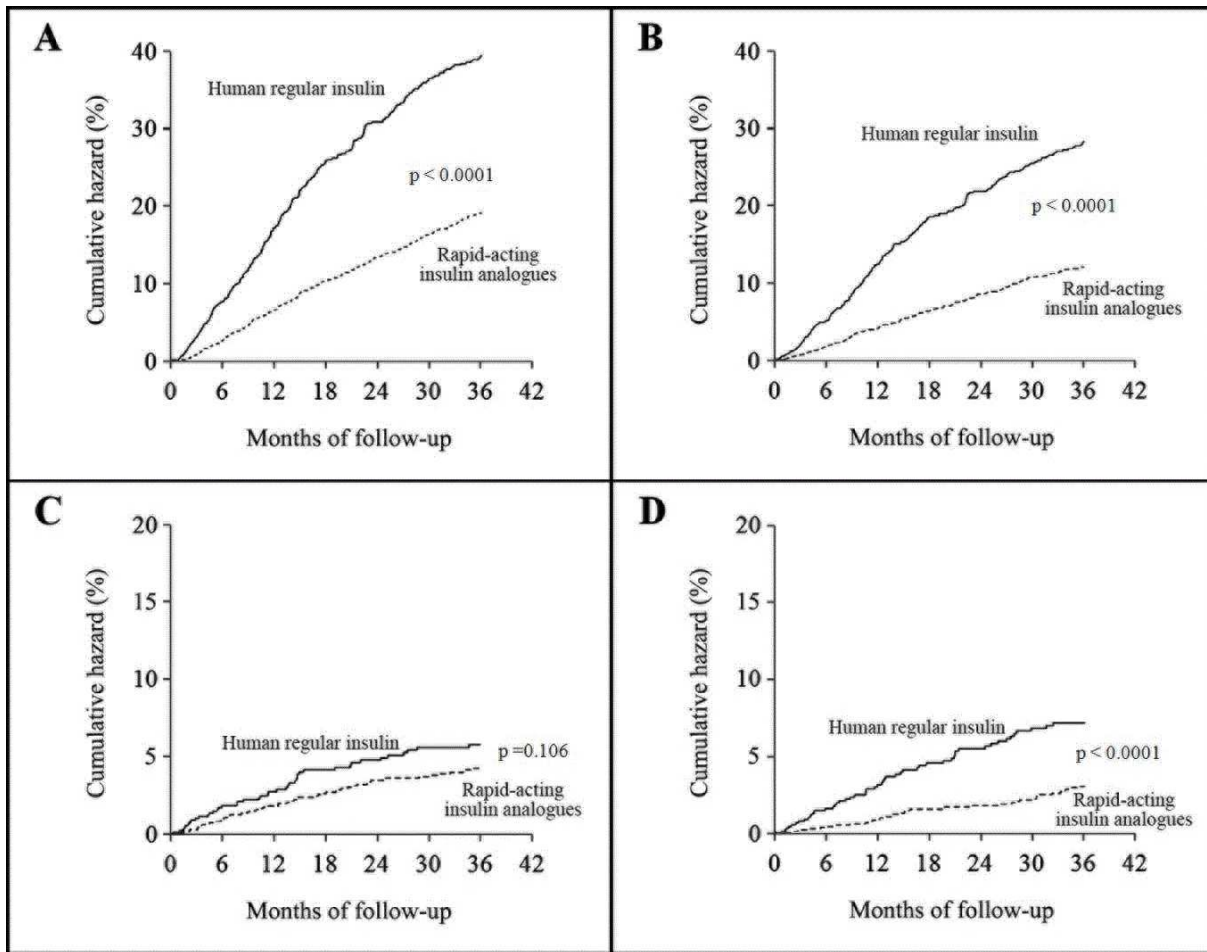 A
Cumulative hazard (%)
40
30
20
10
0
Human regular insulin
p < 0.0001
Rapid-acting
insulin analogues
0 6 12 18 24 30 36 42
Months of follow-up
B
Cumulative hazard (%)
40
30
20
10
0
Human regular insulin
p < 0.0001
Rapid-acting
insulin analogues
0 6 12 18 24 30 36 42
Months of follow-up
C
Cumulative hazard (%)
20
15
10
5
0
Human regular insulin
p =0.106
Rapid-acting
insulin analogues
0 6 12 18 24 30 36 42
Months of follow-up
D
Cumulative hazard (%)
20
15
10
5
0
Human regular insulin
p < 0.0001
Rapid-acting
insulin analogues
0 6 12 18 24 30 36 42
Months of follow-up